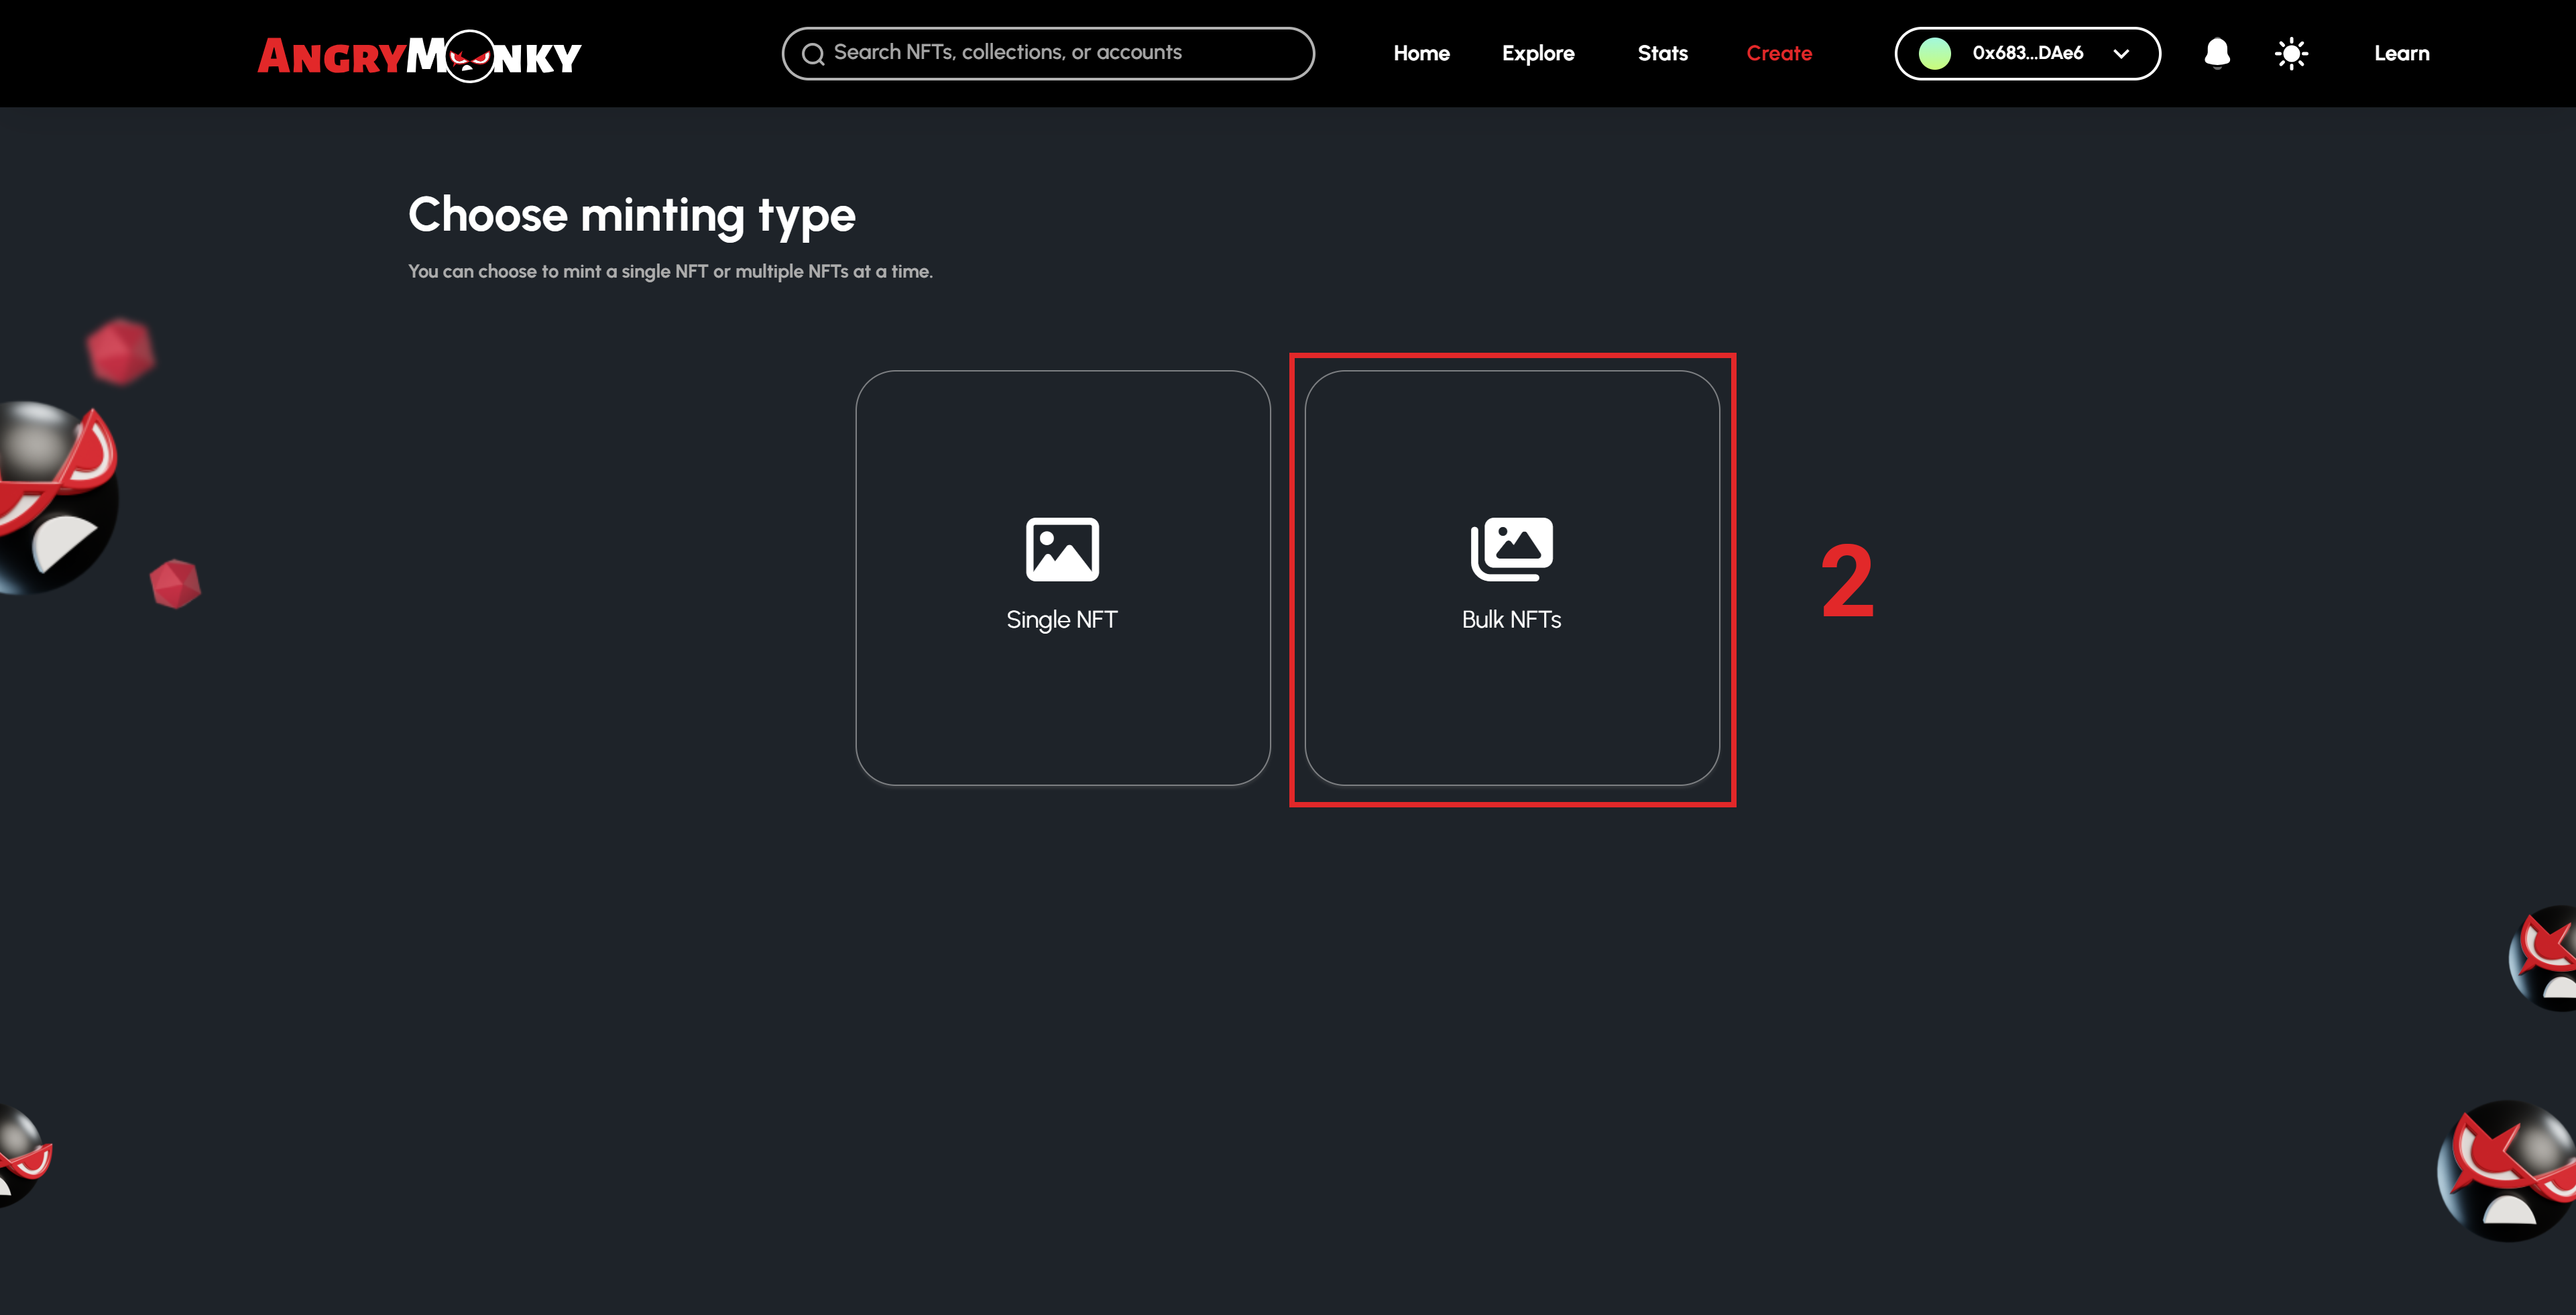 ANGRYMONKY
Search NFTs, collections, or accounts
Home
Explore
Stats
Create
0x683...DAe6
Learn
Choose minting type
You can choose to mint a single NFT or multiple NFTs at a time.
Single NFT
Bulk NFTs
2